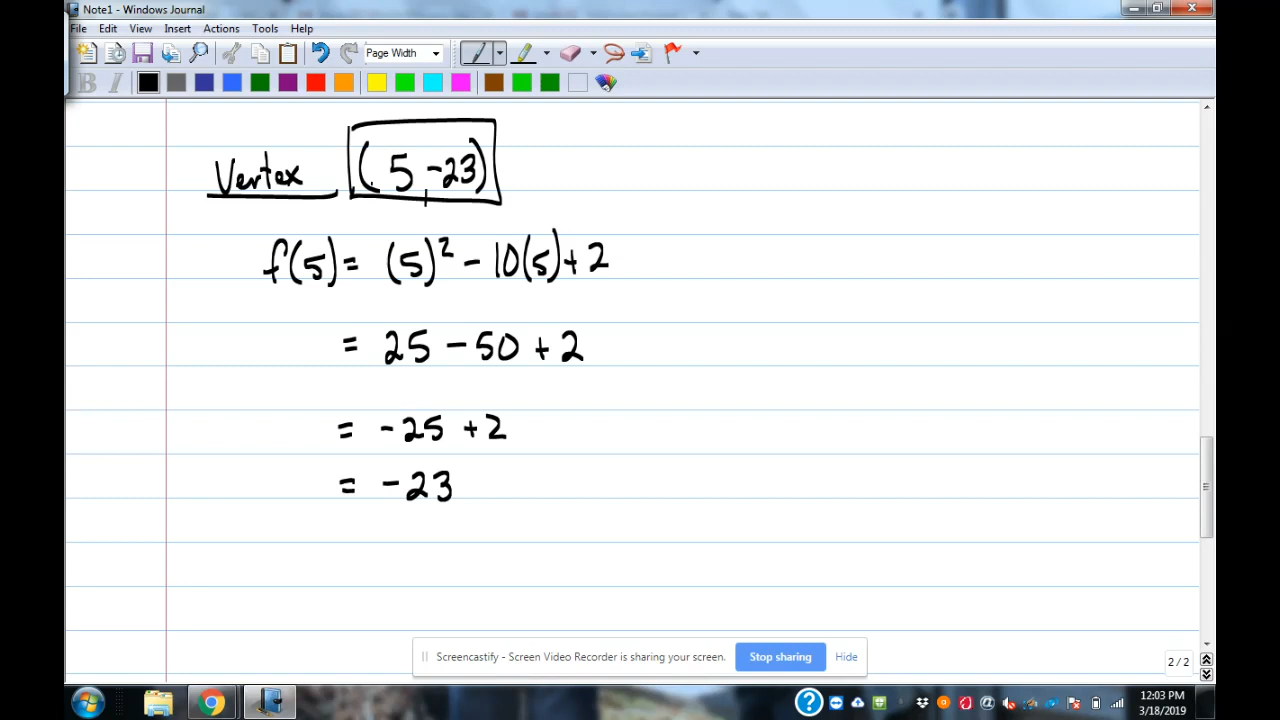 Note1 - Windows Journal
File Edit View Insert Actions Tools Help
Page Width
B I
Vertex (5 -23)
f(5) = (5)² - 10(5) + 2
= 25 - 50 + 2
= -25 + 2
= -23
Screencastify - Screen Video Recorder is sharing your screen. Stop sharing Hide
2 / 2
12:03 PM
3/18/2019